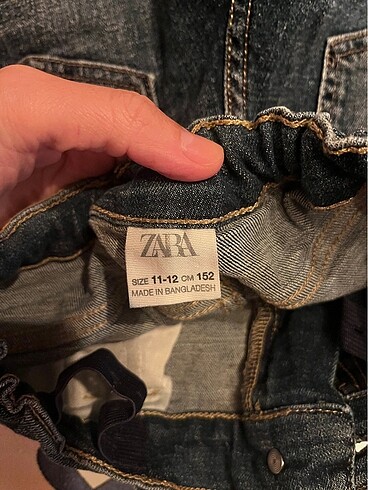 ZARA
SIZE 11-12 CM 152
MADE IN BANGLADESH